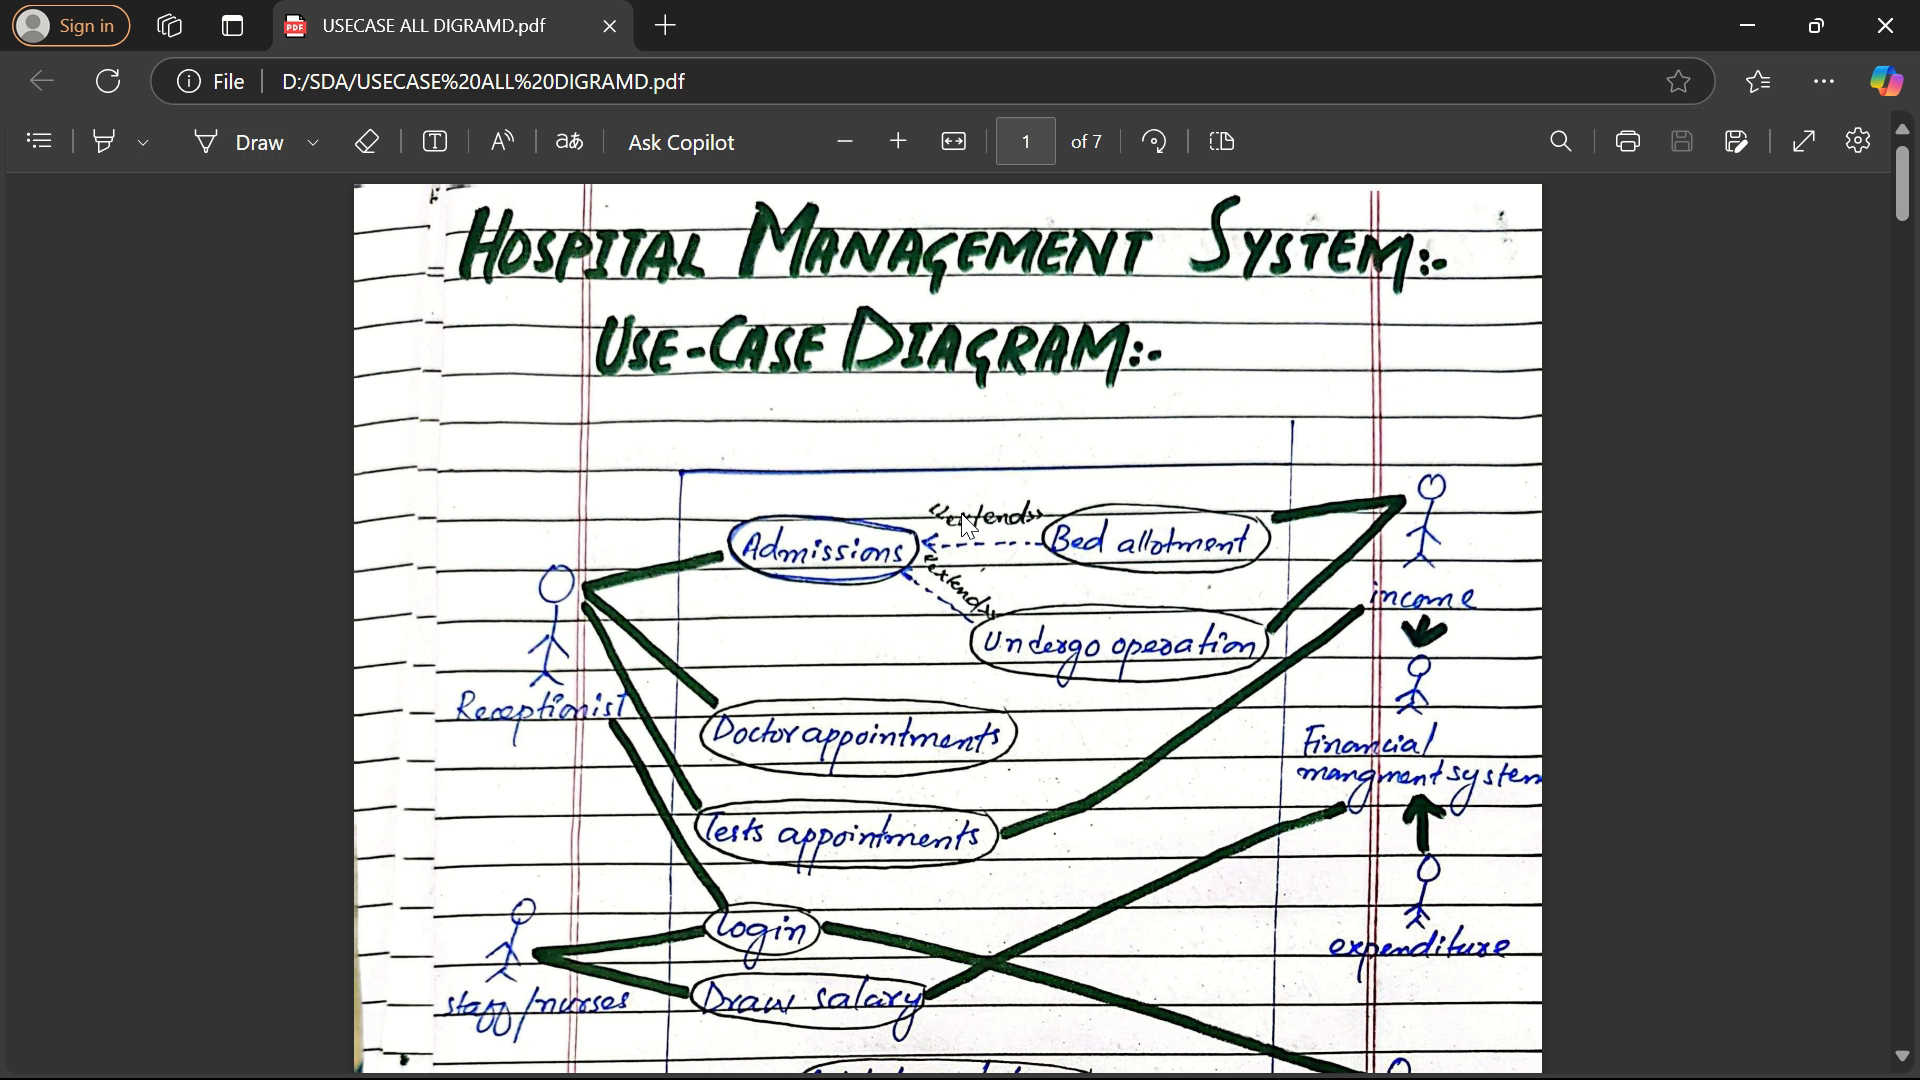 Sign in
USECASE ALL DIGRAMD.pdf
File
D:/SDA/USECASE%20ALL%20DIGRAMD.pdf
Draw
aあ
Ask Copilot
1 of 7
HOSPITAL MANAGEMENT SYSTEM:-
USE-CASE DIAGRAM:-
<<extends>>
Admissions
Bed allotment
<<extends>>
income
Undergo operation
Receptionist
Doctor appointments
Financial
mangment system
Tests appointments
login
expenditure
Draw salary
staff/nurses